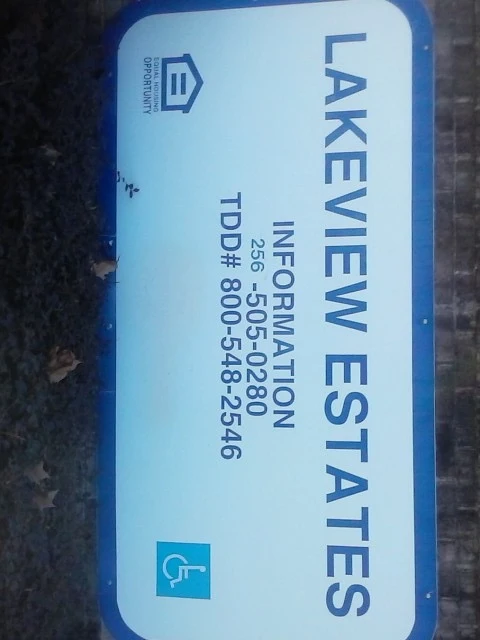 LAKEVIEW ESTATES
INFORMATION
256 -505-0280
TDD# 800-548-2546
EQUAL HOUSING
OPPORTUNITY